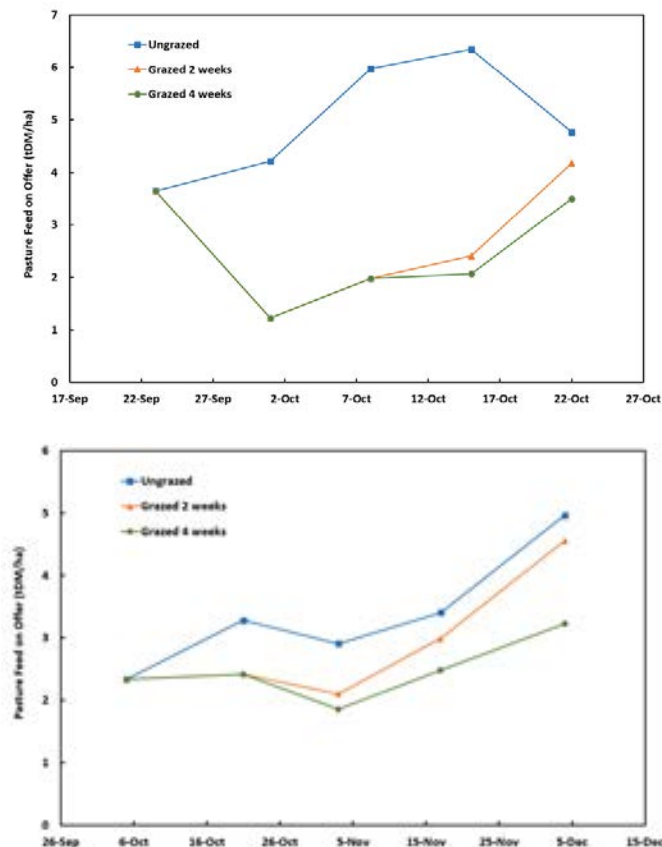 7
6
5
4
3
2
1
0
Pasture Feed on Offer (tDM/ha)
Ungrazed
Grazed 2 weeks
Grazed 4 weeks
17-Sep 22-Sep 27-Sep 2-Oct 7-Oct 12-Oct 17-Oct 22-Oct 27-Oct
6
5
4
3
2
1
0
Pasture Feed on Offer (tDM/ha)
Ungrazed
Grazed 2 weeks
Grazed 4 weeks
26-Sep 6-Oct 16-Oct 26-Oct 5-Nov 15-Nov 25-Nov 5-Dec 15-Dec